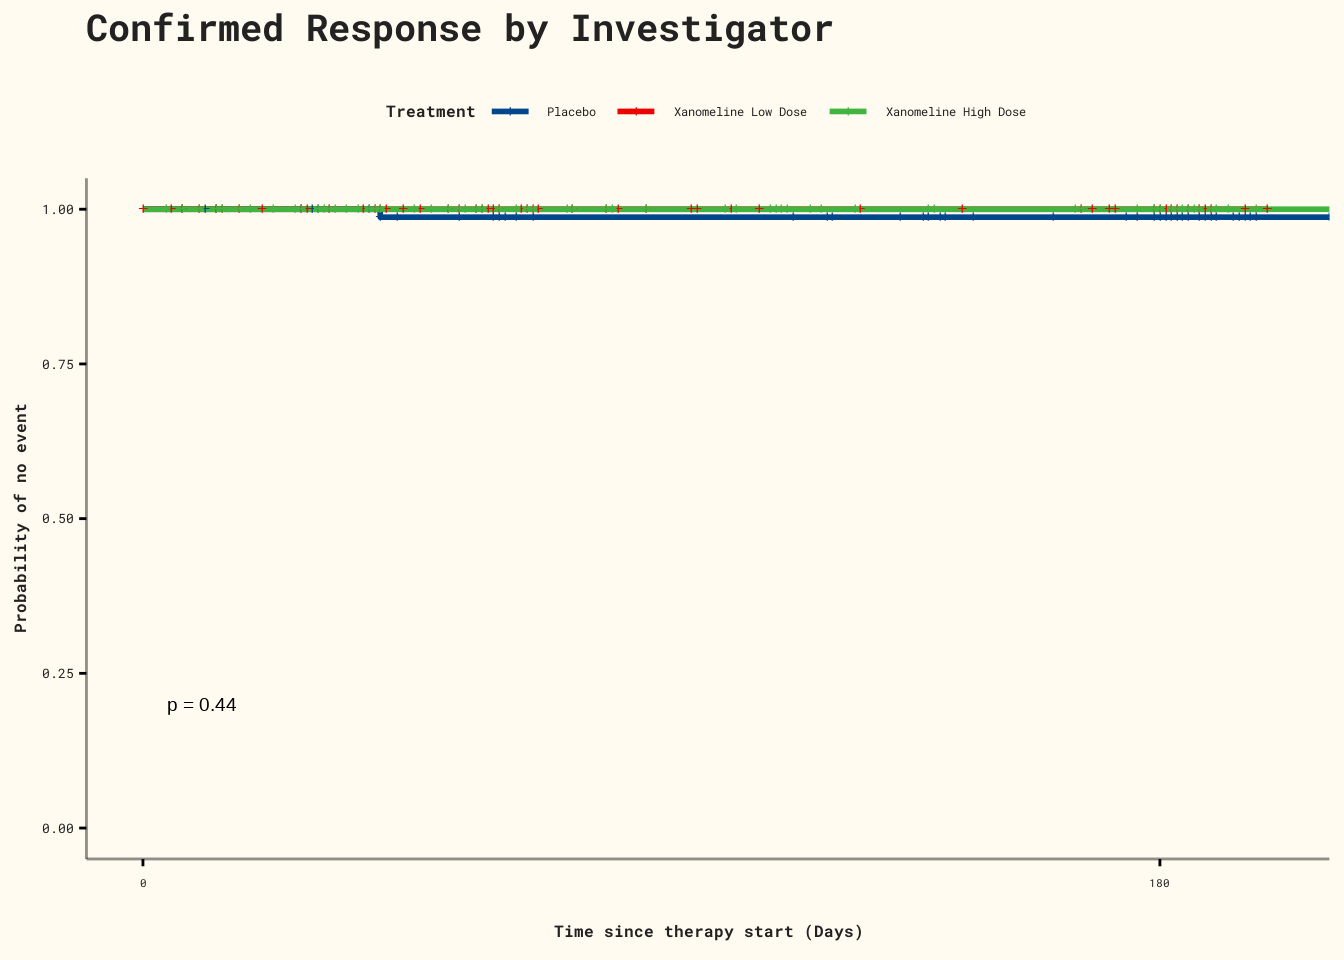 Confirmed Response by Investigator
Treatment Placebo Xanomeline Low Dose Xanomeline High Dose
1.00
0.75
0.50
0.25
0.00
Probability of no event
p = 0.44
0 180
Time since therapy start (Days)